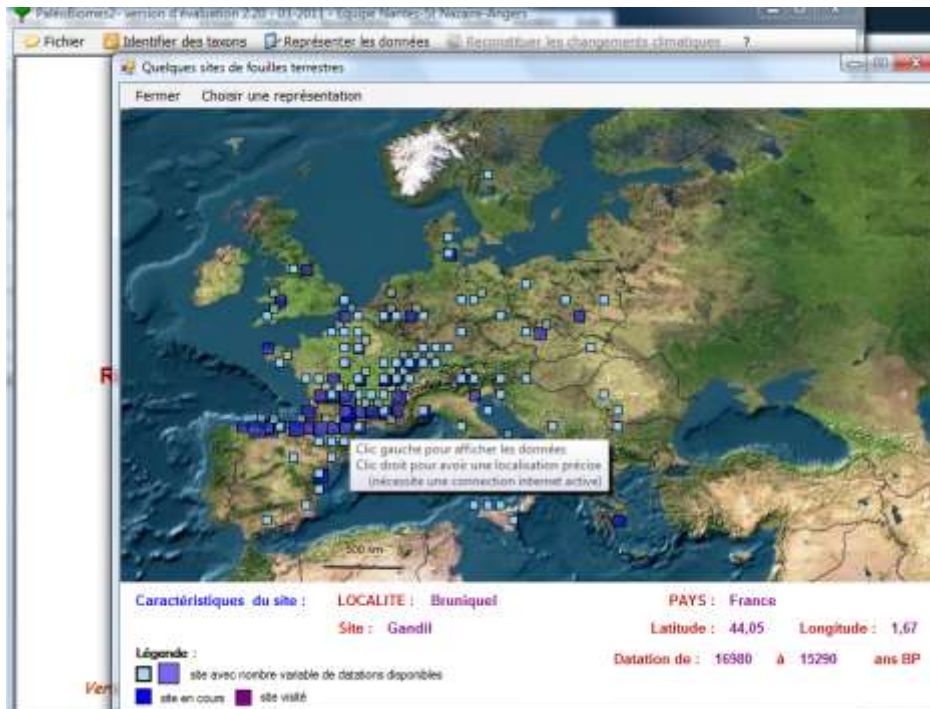 PaléoBiomes2- version d'évaluation 2.20 - 03-2011 - Equipe Nantes-St Nazaire-Angers
Fichier Identifier des taxons Représenter les données Reconstituer les changements climatiques ?
Quelques sites de fouilles terrestres
Fermer Choisir une représentation
R
Clic gauche pour afficher les données
Clic droit pour avoir une localisation précise
(nécessite une connection internet active)
500 km
Caractéristiques du site : LOCALITE : Bruniquel PAYS : France
Site : Gandil Latitude : 44,05 Longitude : 1,67
Légende :
Datation de : 16980 à 15290 ans BP
site avec nombre variable de datations disponibles
Vers
site en cours site visité